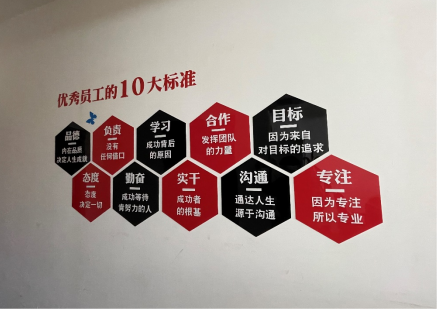 优秀员工的10大标准
品德
内在品质
决定人生成就
负责
没有
任何借口
学习
成功背后
的原因
合作
发挥团队
的力量
目标
因为来自
对目标的追求
态度
态度
决定一切
勤奋
成功等待
肯努力的人
实干
成功者
的根基
沟通
通达人生
源于沟通
专注
因为专注
所以专业